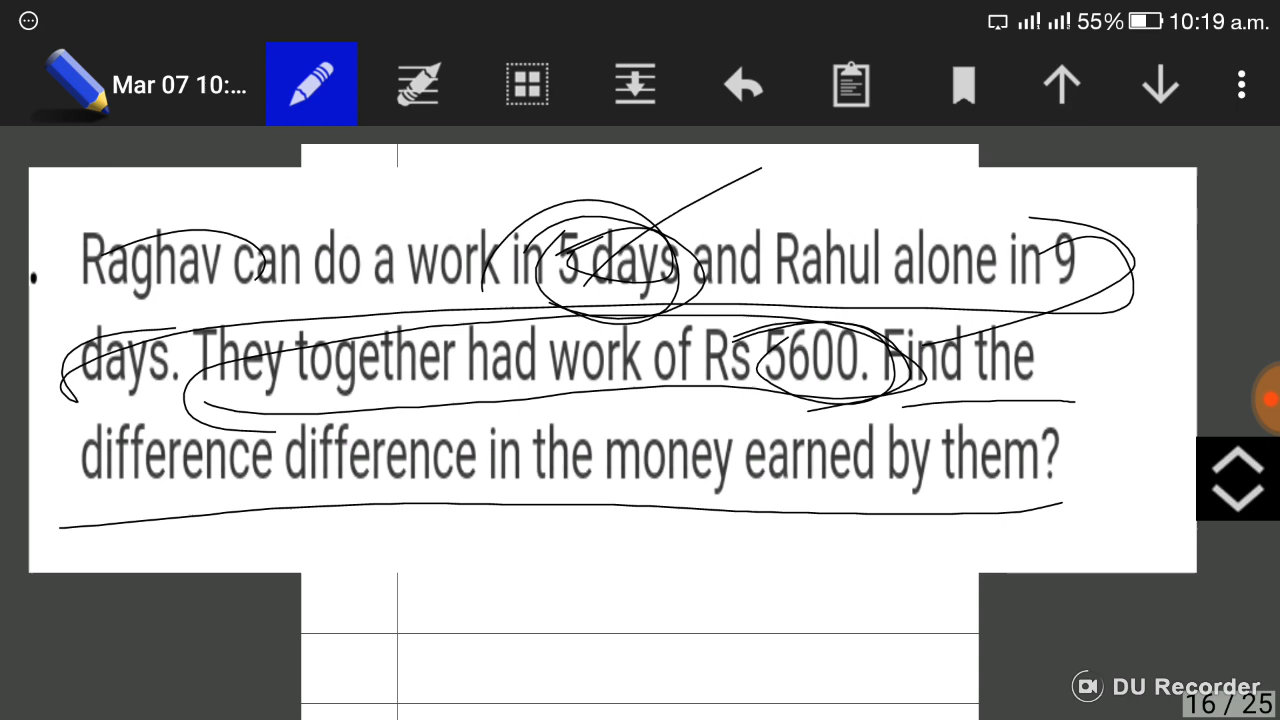 55% 10:19 a.m.
Mar 07 10:...
Raghav can do a work in 5 days and Rahul alone in 9
days. They together had work of Rs 5600. Find the
difference difference in the money earned by them?
DU Recorder
16 / 25